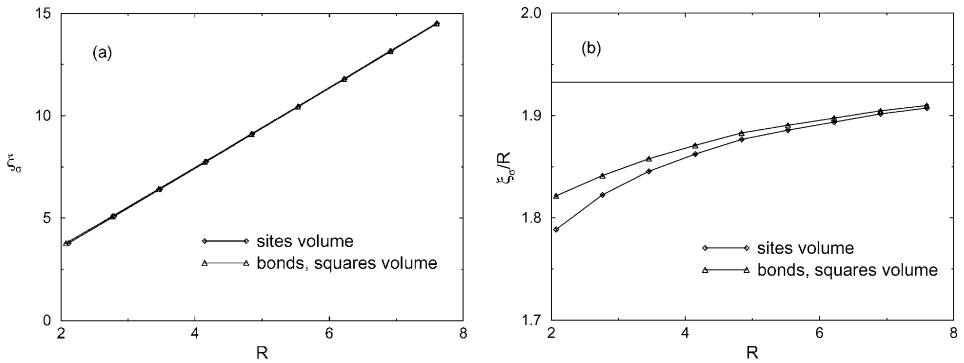 (a)
15
10
5
0
ξσ
sites volume
bonds, squares volume
2
4
6
8
R
(b)
2.0
1.9
1.8
1.7
ξσ/R
sites volume
bonds, squares volume
2
4
6
8
R